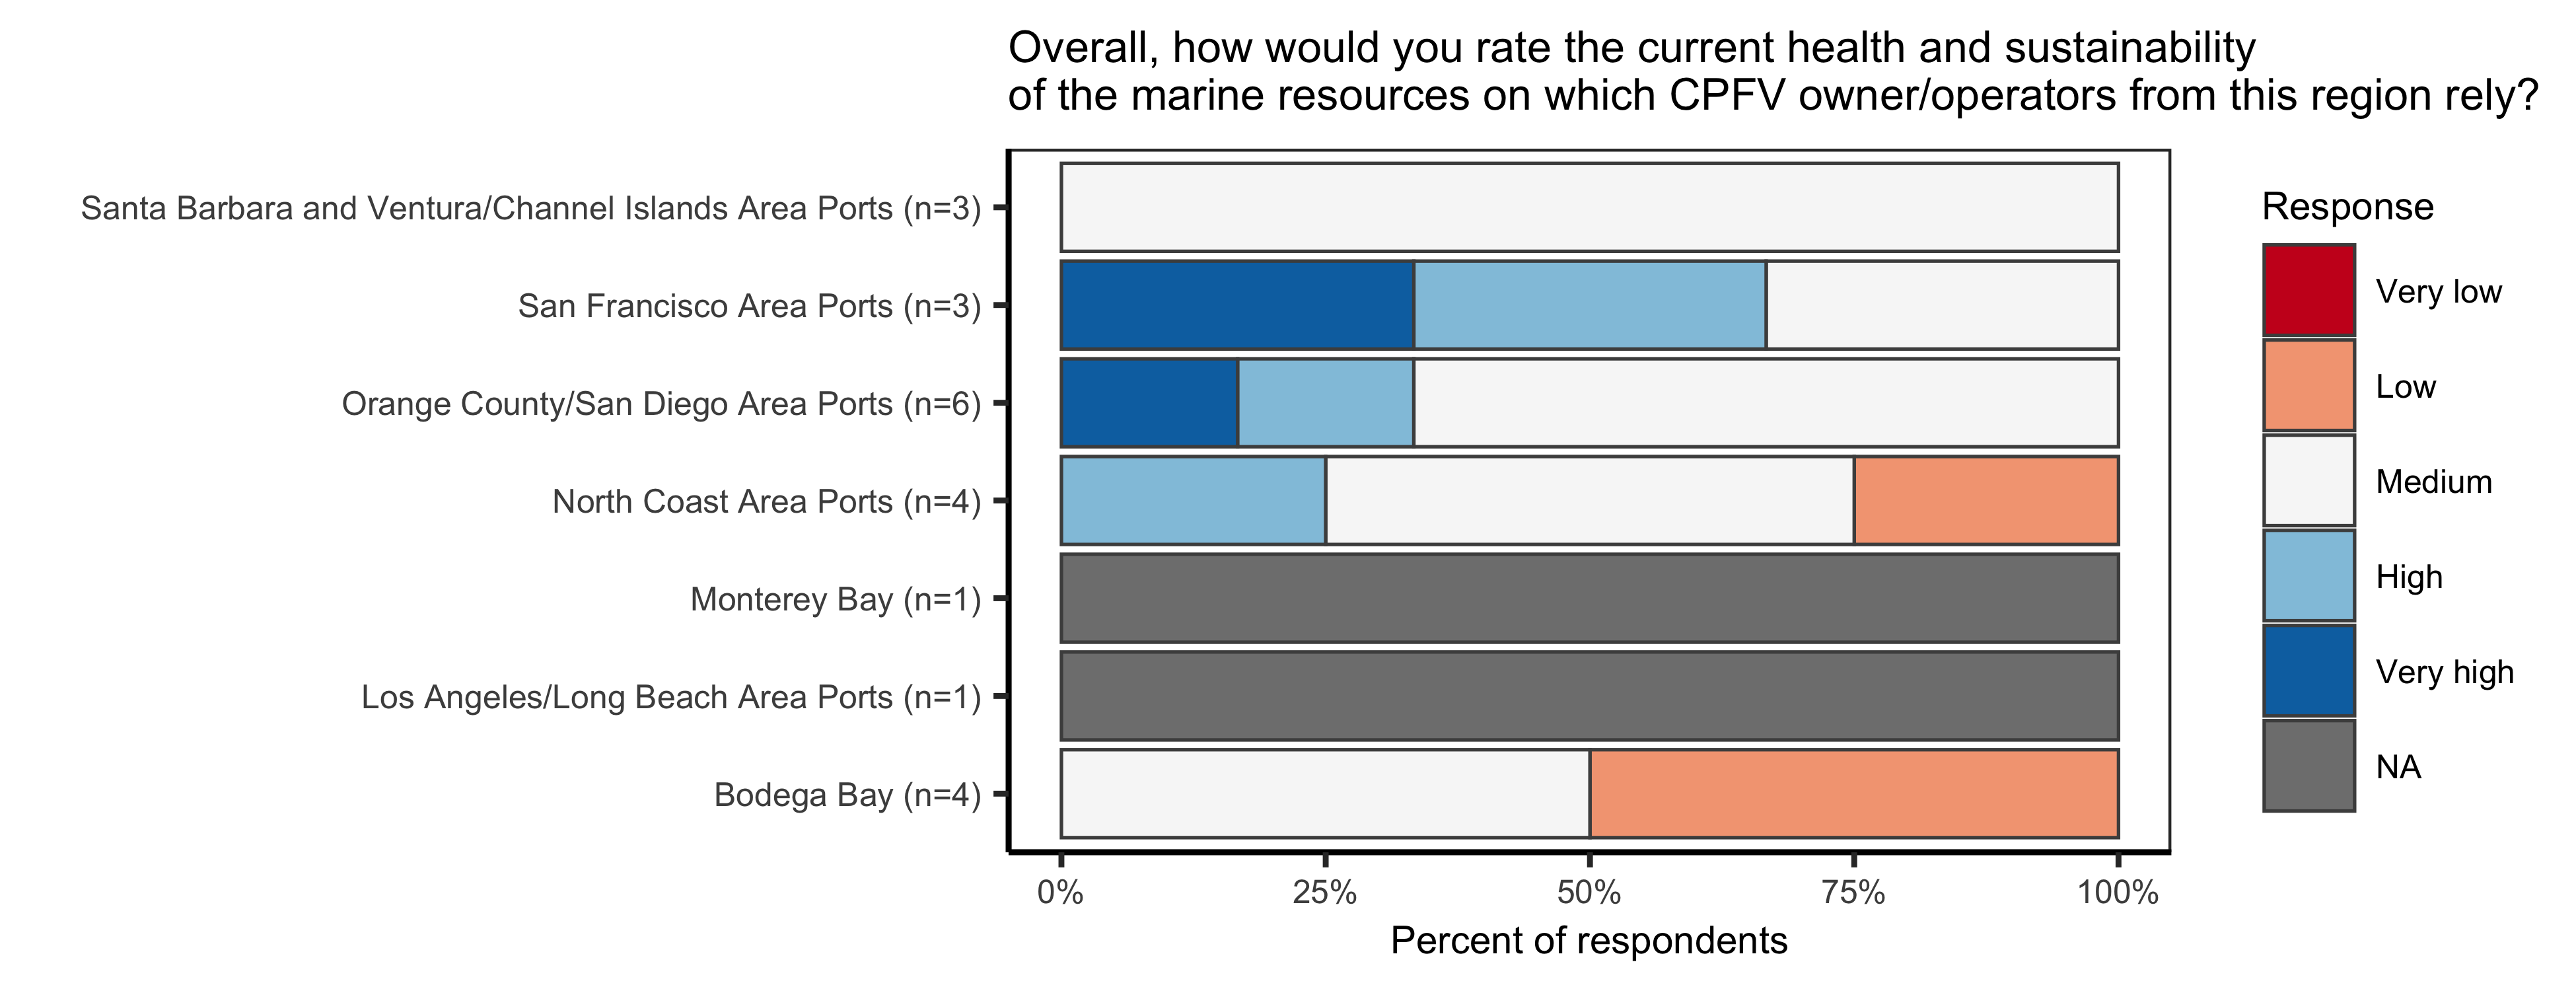 Overall, how would you rate the current health and sustainability
of the marine resources on which CPFV owner/operators from this region rely?
Santa Barbara and Ventura/Channel Islands Area Ports (n=3)
San Francisco Area Ports (n=3)
Orange County/San Diego Area Ports (n=6)
North Coast Area Ports (n=4)
Monterey Bay (n=1)
Los Angeles/Long Beach Area Ports (n=1)
Bodega Bay (n=4)
0% 25% 50% 75% 100%
Percent of respondents
Response
Very low
Low
Medium
High
Very high
NA